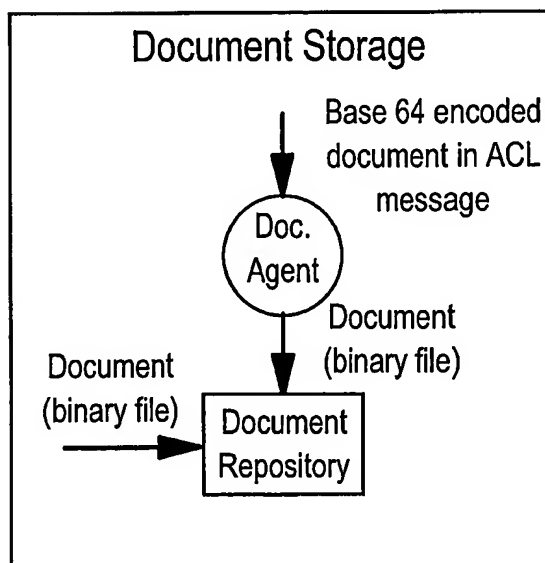 Document Storage
Base 64 encoded
document in ACL
message
Doc.
Agent
Document
(binary file)
Document
(binary file)
Document
Repository